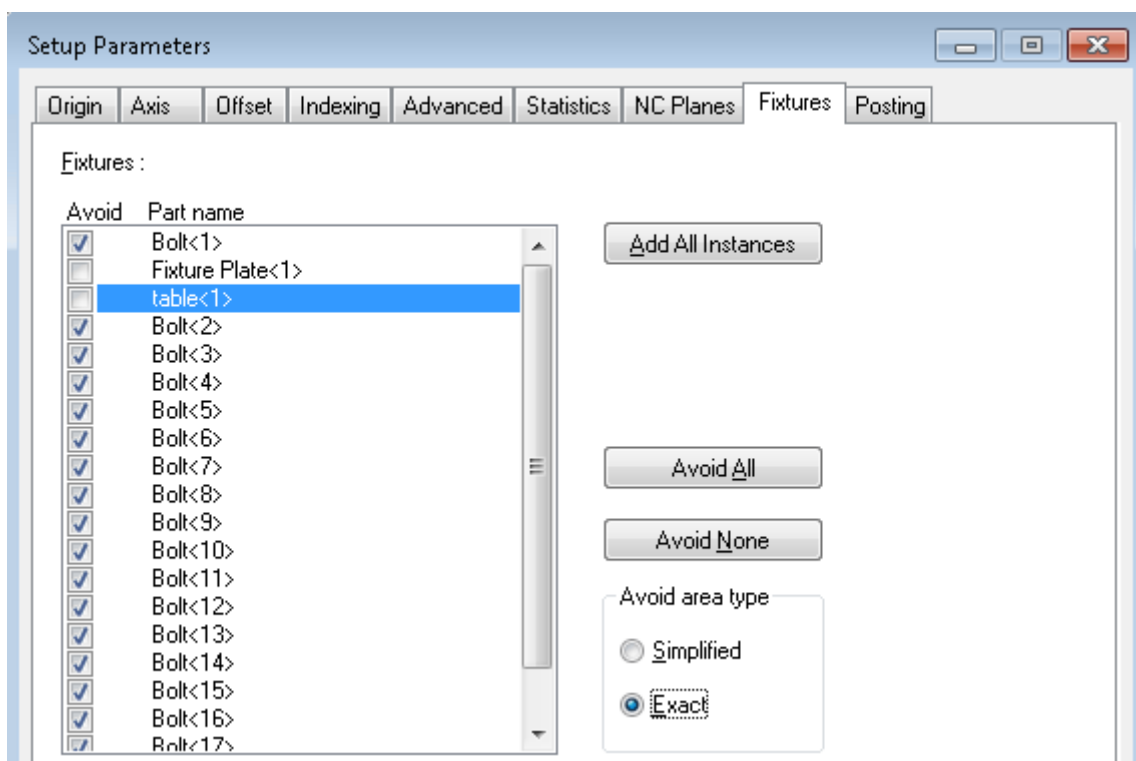 Setup Parameters
Origin Axis Offset Indexing Advanced Statistics NC Planes Fixtures Posting
Fixtures :
Avoid Part name
Bolt<1>
Fixture Plate<1>
table<1>
Bolt<2>
Bolt<3>
Bolt<4>
Bolt<5>
Bolt<6>
Bolt<7>
Bolt<8>
Bolt<9>
Bolt<10>
Bolt<11>
Bolt<12>
Bolt<13>
Bolt<14>
Bolt<15>
Bolt<16>
Bolt<17>
Add All Instances
Avoid All
Avoid None
Avoid area type
Simplified
Exact